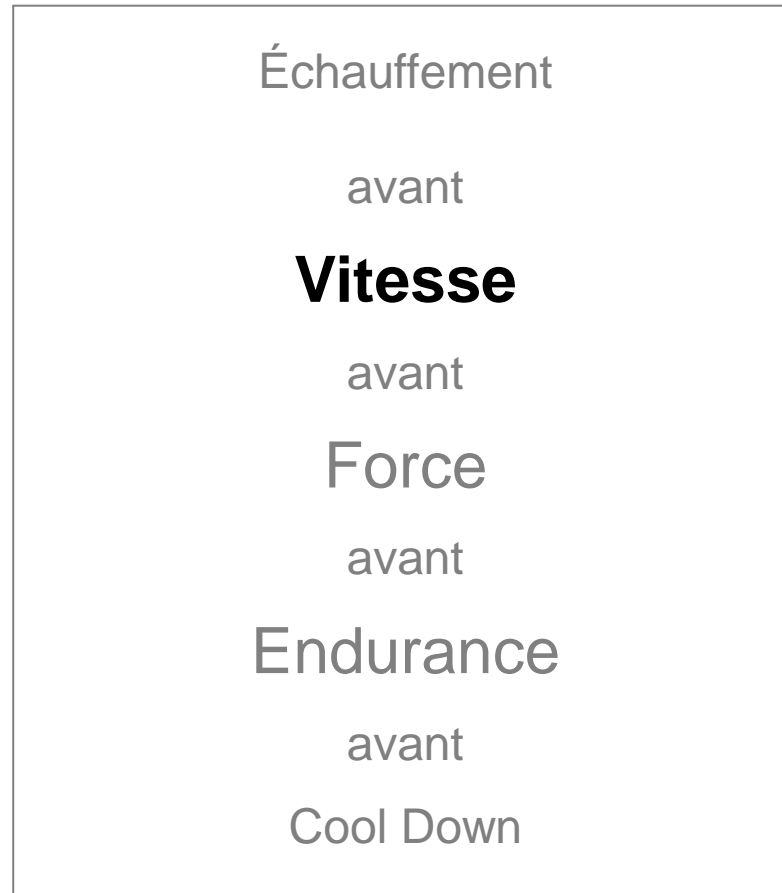 Échauffement
avant
Vitesse
avant
Force
avant
Endurance
avant
Cool Down